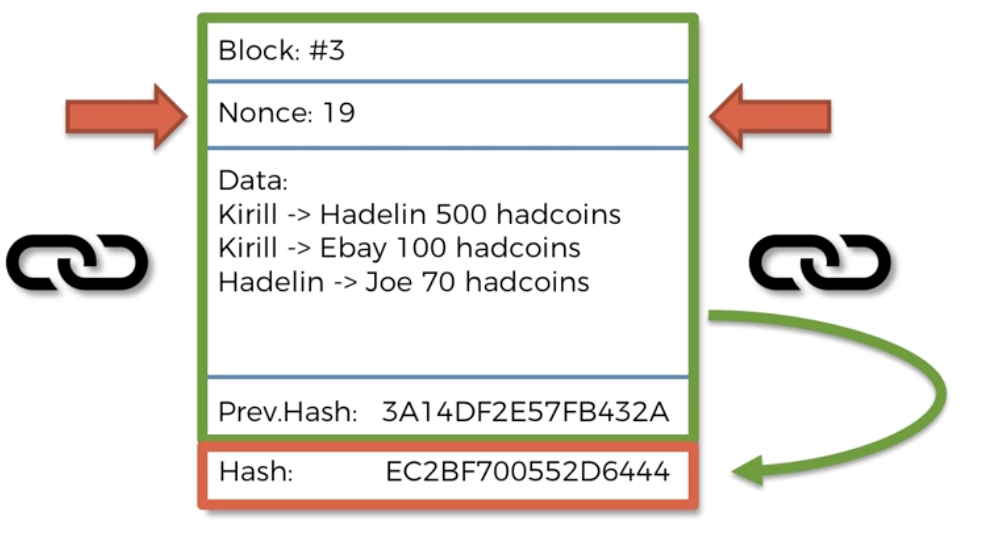 Block: #3
Nonce: 19
Data:
Kirill -> Hadelin 500 hadcoins
Kirill -> Ebay 100 hadcoins
Hadelin -> Joe 70 hadcoins
Prev.Hash: 3A14DF2E57FB432A
Hash: EC2BF700552D6444